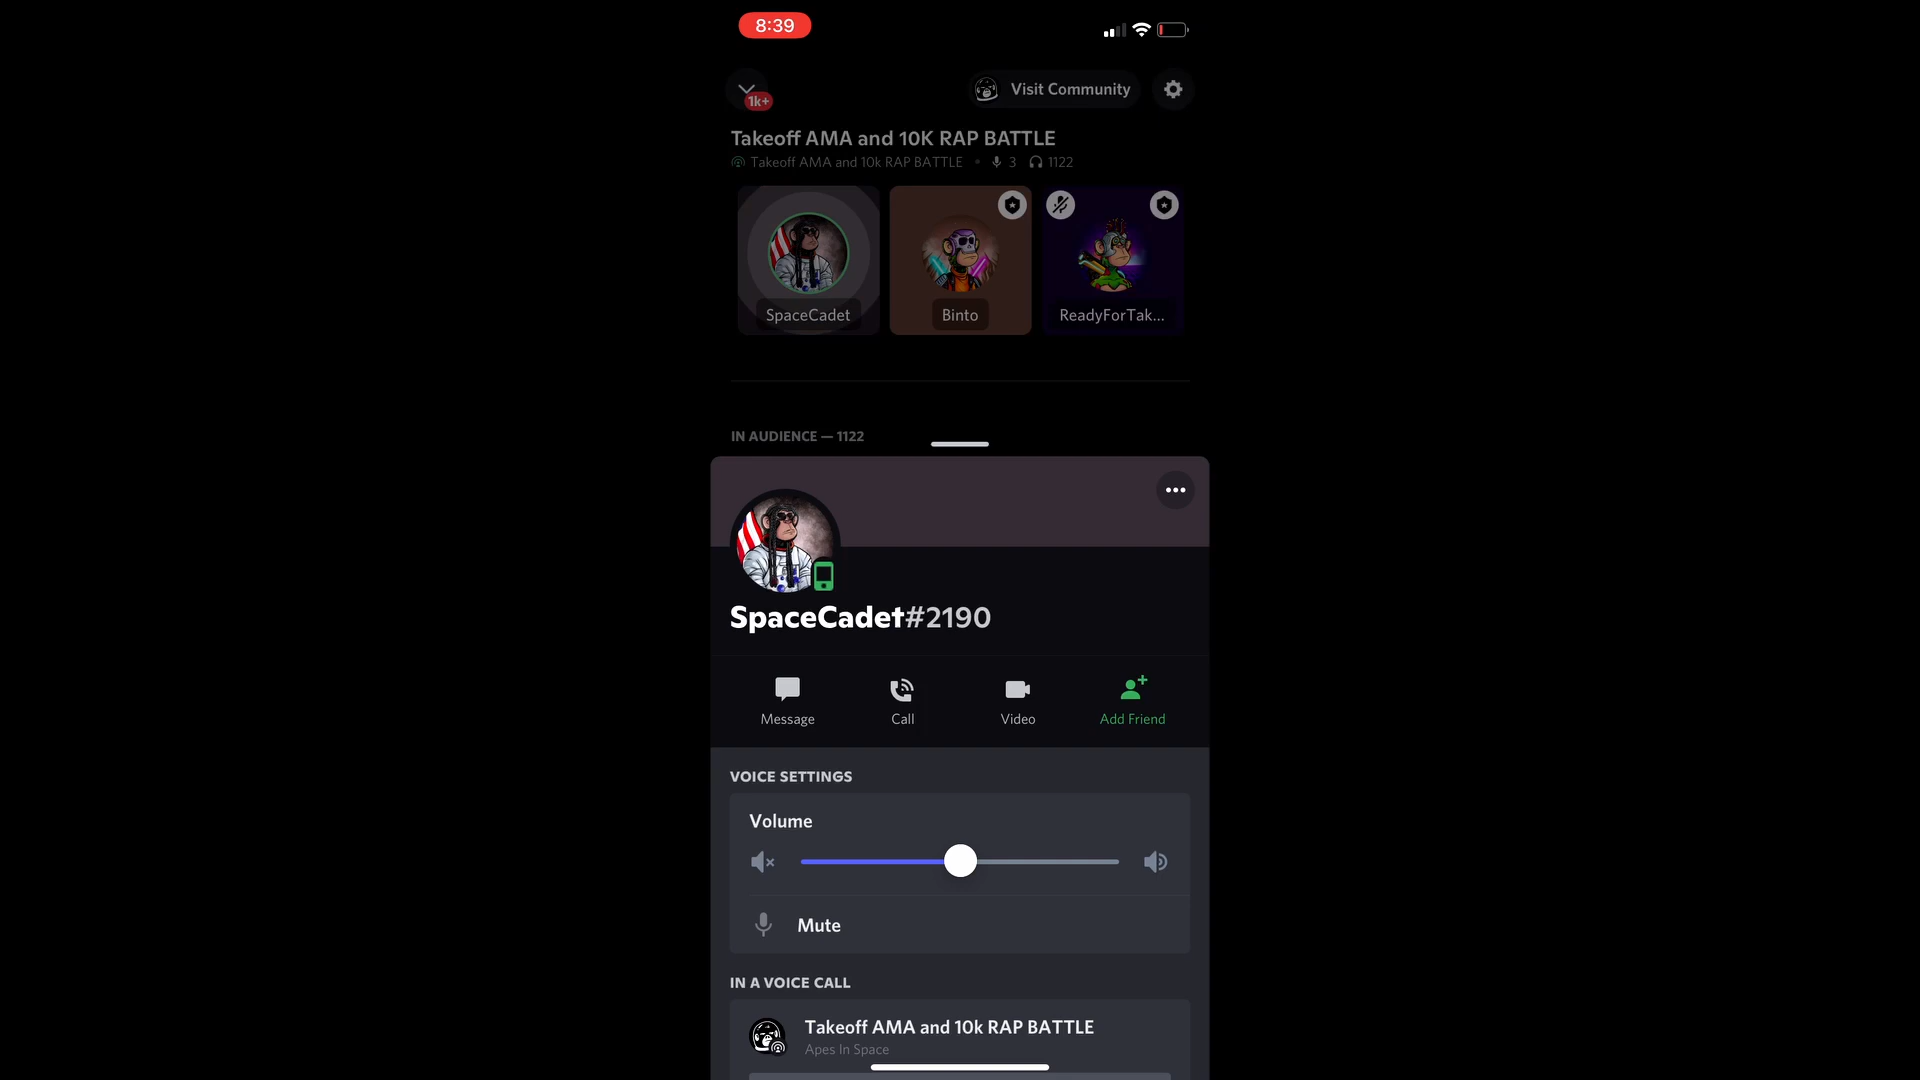 8:39
1k+
Visit Community
Takeoff AMA and 10K RAP BATTLE
Takeoff AMA and 10k RAP BATTLE • 3 1122
SpaceCadet
Binto
ReadyForTak...
IN AUDIENCE — 1122
SpaceCadet#2190
Message
Call
Video
Add Friend
VOICE SETTINGS
Volume
Mute
IN A VOICE CALL
Takeoff AMA and 10k RAP BATTLE
Apes In Space